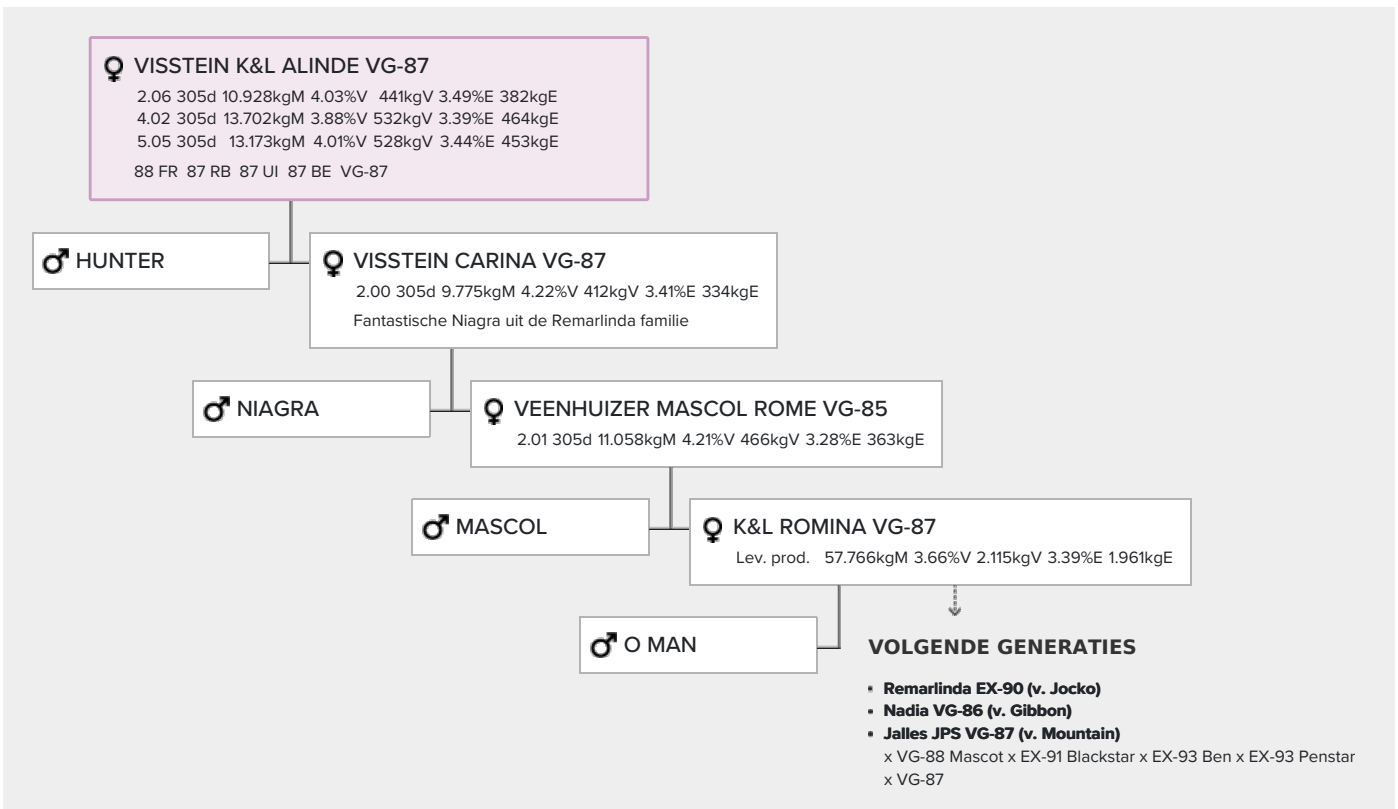 VISSTEIN K&L ALINDE VG-87
2.06 305d 10.928kgM 4.03%V 441kgV 3.49%E 382kgE
4.02 305d 13.702kgM 3.88%V 532kgV 3.39%E 464kgE
5.05 305d 13.173kgM 4.01%V 528kgV 3.44%E 453kgE
88 FR 87 RB 87 UI 87 BE VG-87
HUNTER
VISSTEIN CARINA VG-87
2.00 305d 9.775kgM 4.22%V 412kgV 3.41%E 334kgE
Fantastische Niagra uit de Remarlinda familie
NIAGRA
VEENHUIZER MASCOL ROME VG-85
2.01 305d 11.058kgM 4.21%V 466kgV 3.28%E 363kgE
MASCOL
K&L ROMINA VG-87
Lev. prod. 57.766kgM 3.66%V 2.115kgV 3.39%E 1.961kgE
O MAN
VOLGENDE GENERATIES
Remarlinda EX-90 (v. Jocko)
Nadia VG-86 (v. Gibbon)
Jalles JPS VG-87 (v. Mountain)
x VG-88 Mascot x EX-91 Blackstar x EX-93 Ben x EX-93 Penstar
x VG-87